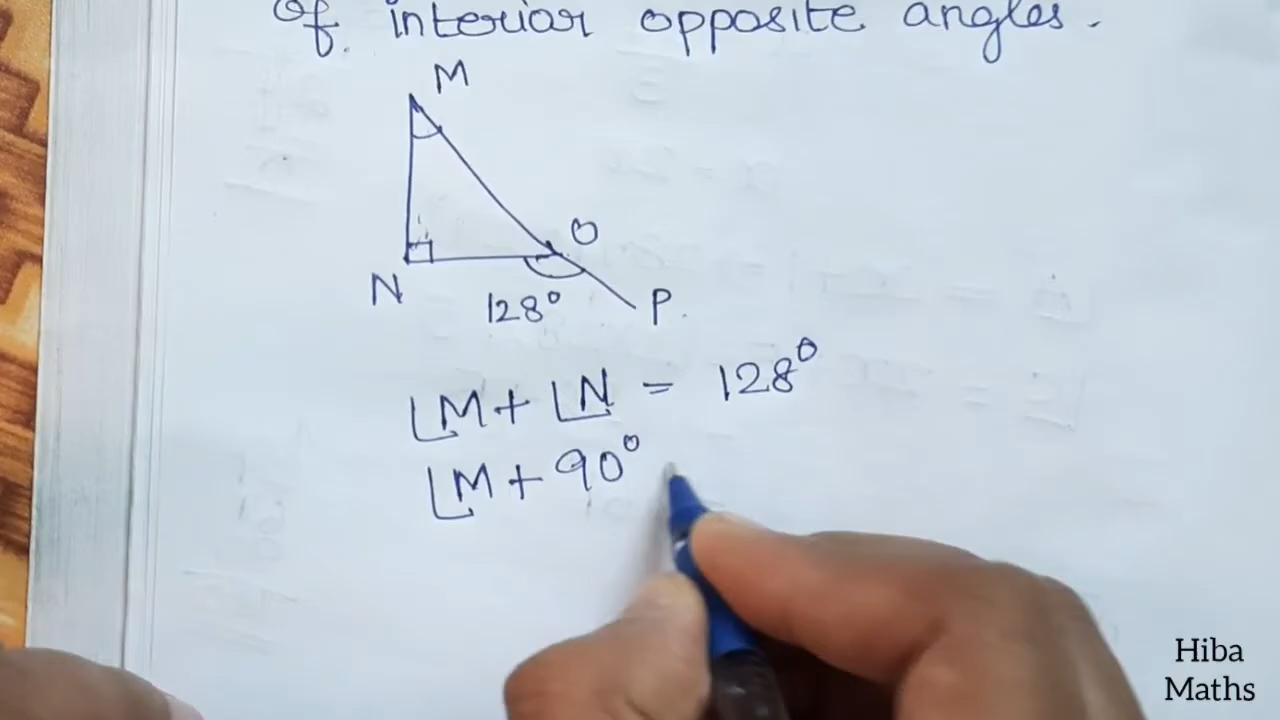 of interior opposite angles.
M
O
N
128°
P.
∠M + ∠N = 128°
∠M + 90°
Hiba
Maths